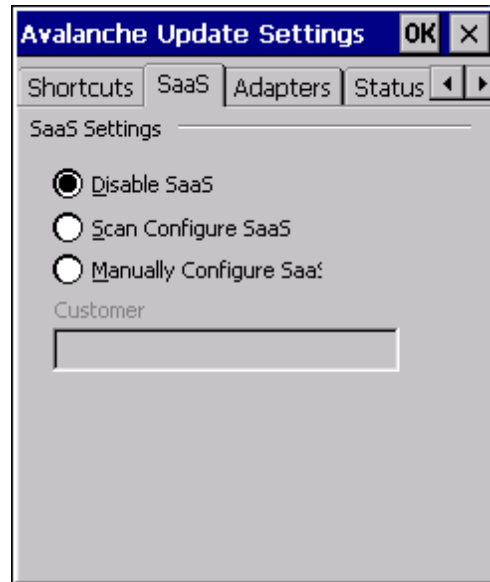 Avalanche Update Settings OK ×
Shortcuts SaaS Adapters Status
SaaS Settings
Disable SaaS
Scan Configure SaaS
Manually Configure SaaS
Customer